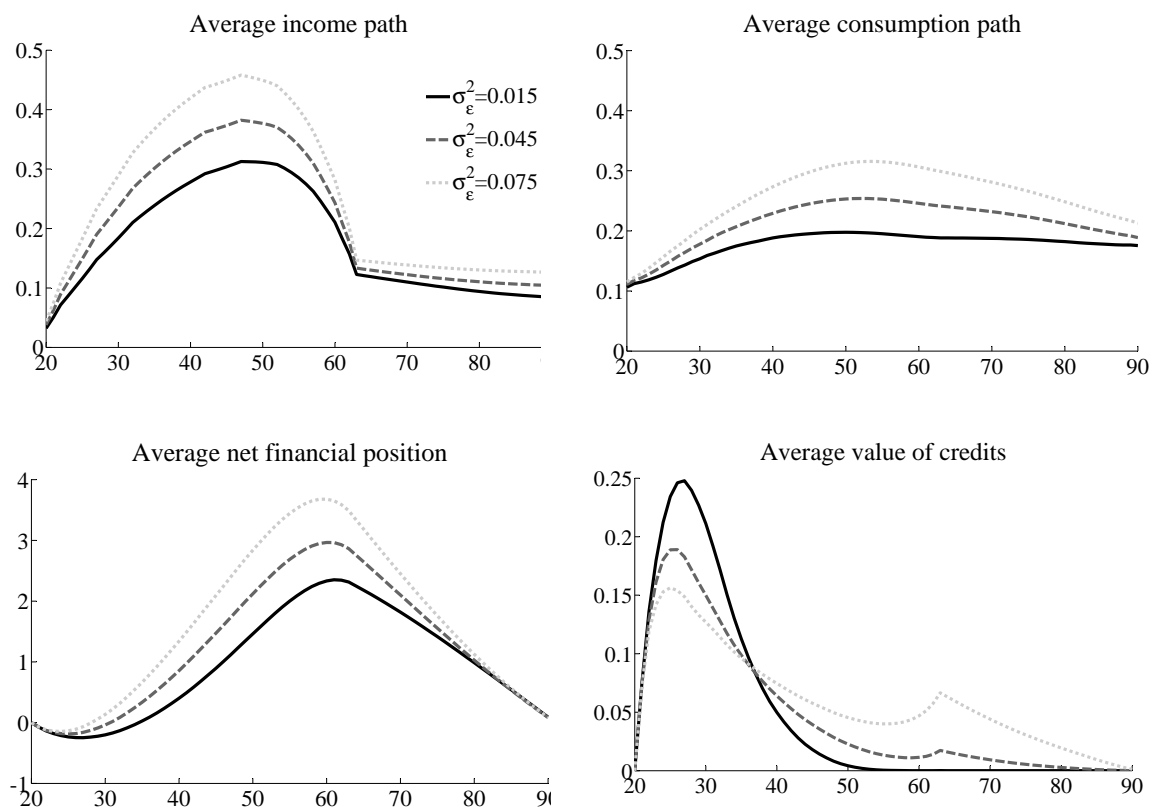 Average income path
0.5
0.4
0.3
0.2
0.1
0
20 30 40 50 60 70 80
σ²ε=0.015
σ²ε=0.045
σ²ε=0.075
Average consumption path
0.5
0.4
0.3
0.2
0.1
0
20 30 40 50 60 70 80 90
Average net financial position
4
3
2
1
0
-1
20 30 40 50 60 70 80 90
Average value of credits
0.25
0.2
0.15
0.1
0.05
0
20 30 40 50 60 70 80 90